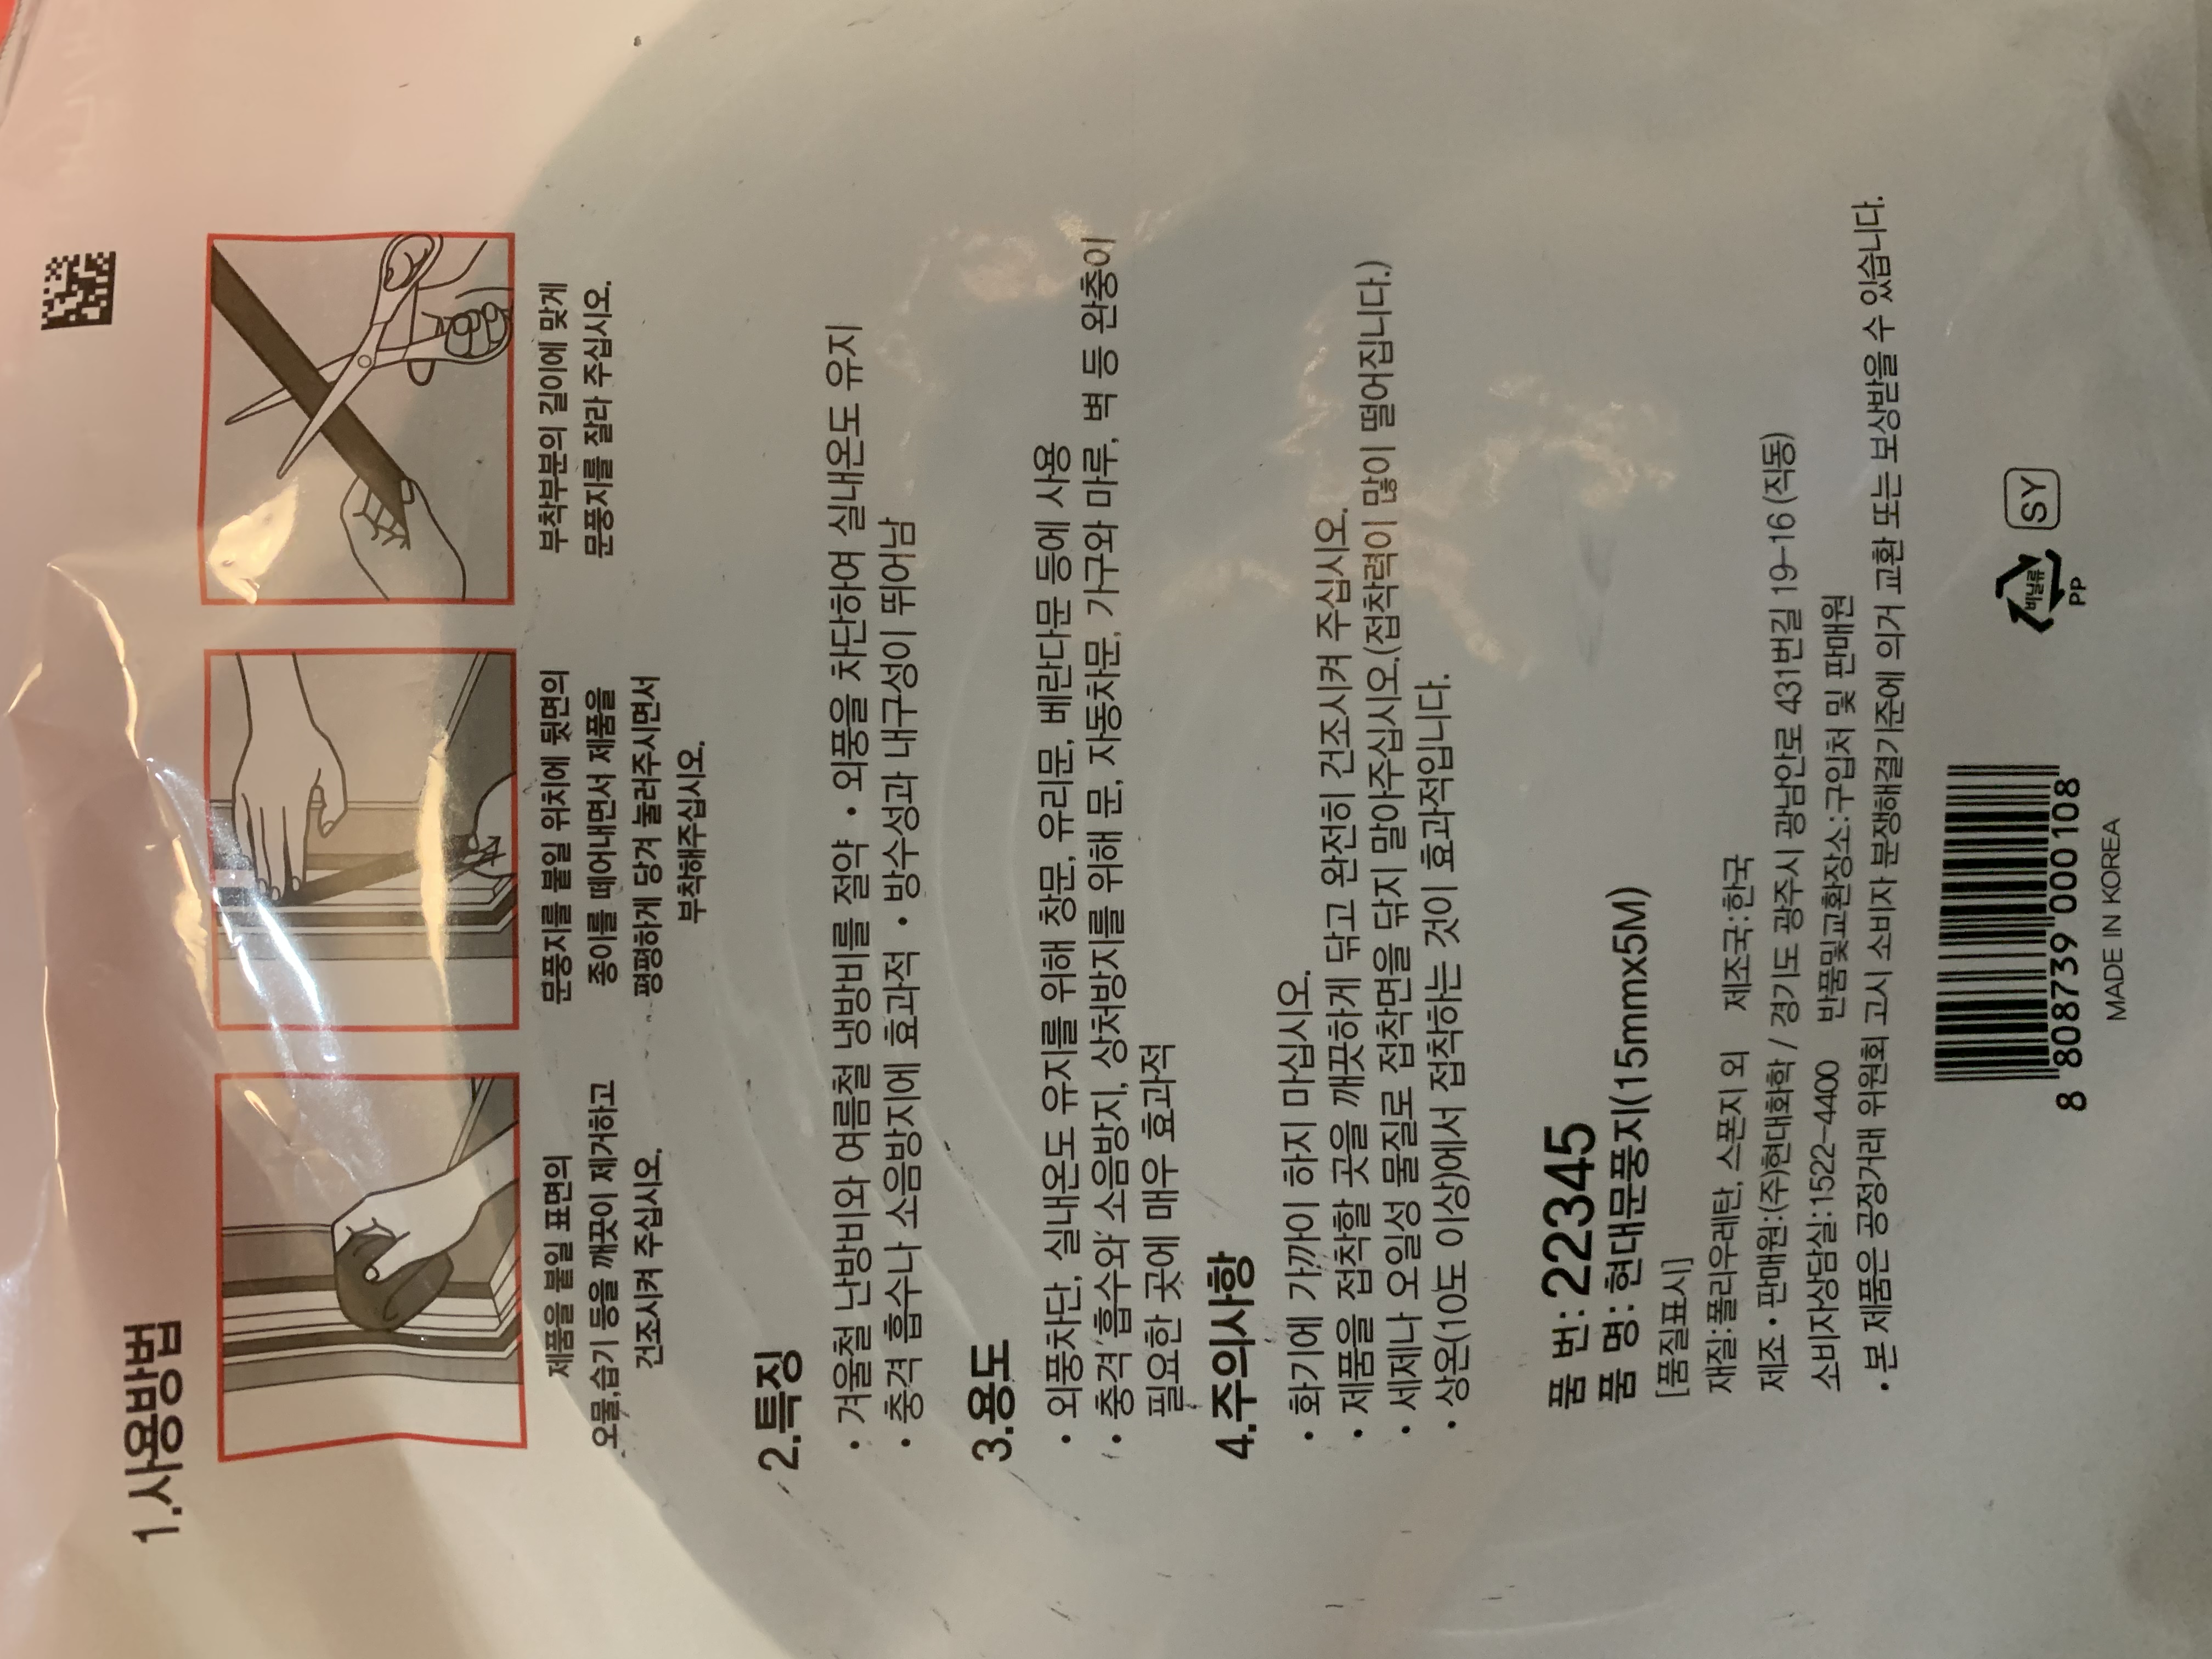 1.사용방법
제품을 붙일 표면의
오물,습기 등을 깨끗이 제거하고
건조시켜 주십시오.
문풍지를 붙일 위치에 뒷면의
종이를 떼어내면서 제품을
평평하게 당겨 눌러주시면서
부착해주십시오.
부착부분의 길이에 맞게
문풍지를 잘라 주십시오.
2.특징
• 겨울철 난방비와 여름철 냉방비를 절약 • 외풍을 차단하여 실내온도 유지
• 충격 흡수나 소음방지에 효과적 • 방수성과 내구성이 뛰어남
3.용도
• 외풍차단, 실내온도 유지를 위해 창문, 유리문, 베란다문 등에 사용
• 충격 흡수와 소음방지, 상처방지를 위해 문, 자동차문, 가구와 마루, 벽 등 완충이
필요한 곳에 매우 효과적
4.주의사항
• 화기에 가까이 하지 마십시오.
• 제품을 접착할 곳을 깨끗하게 닦고 완전히 건조시켜 주십시오.
• 세제나 오일성 물질로 접착면을 닦지 말아주십시오.(접착력이 많이 떨어집니다.)
• 상온(10도 이상)에서 접착하는 것이 효과적입니다.
품 번: 22345
품 명: 현대문풍지(15mmx5M)
[품질표시]
재질:폴리우레탄, 스폰지 외 제조국:한국
제조 • 판매원:(주)현대화학 / 경기도 광주시 광남안로 431번길 19-16 (직동)
소비자상담실:1522-4400 반품및교환장소:구입처 및 판매원
• 본 제품은 공정거래 위원회 고시 소비자 분쟁해결기준에 의거 교환 또는 보상받을 수 있습니다.
8 808739 000108
MADE IN KOREA
비닐류
PP
SY